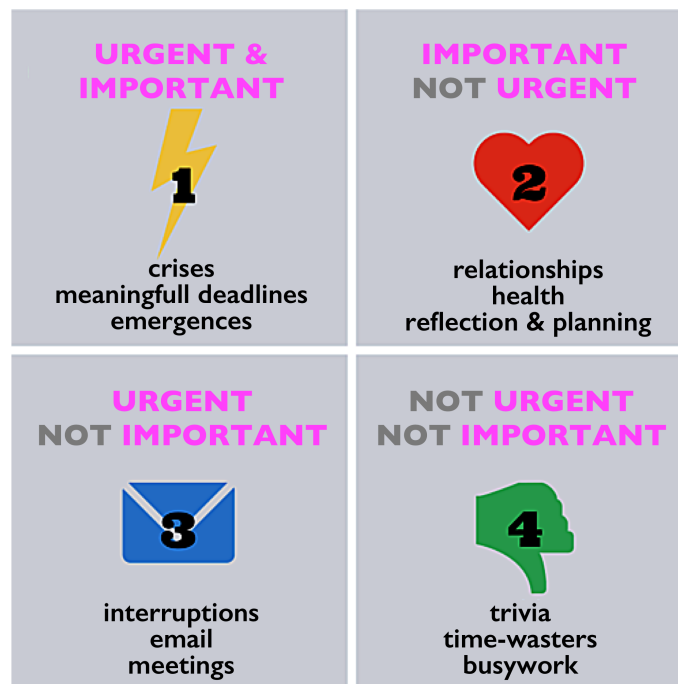 URGENT &
IMPORTANT
1
crises
meaningfull deadlines
emergences
IMPORTANT
NOT URGENT
2
relationships
health
reflection & planning
URGENT
NOT IMPORTANT
3
interruptions
email
meetings
NOT URGENT
NOT IMPORTANT
4
trivia
time-wasters
busywork